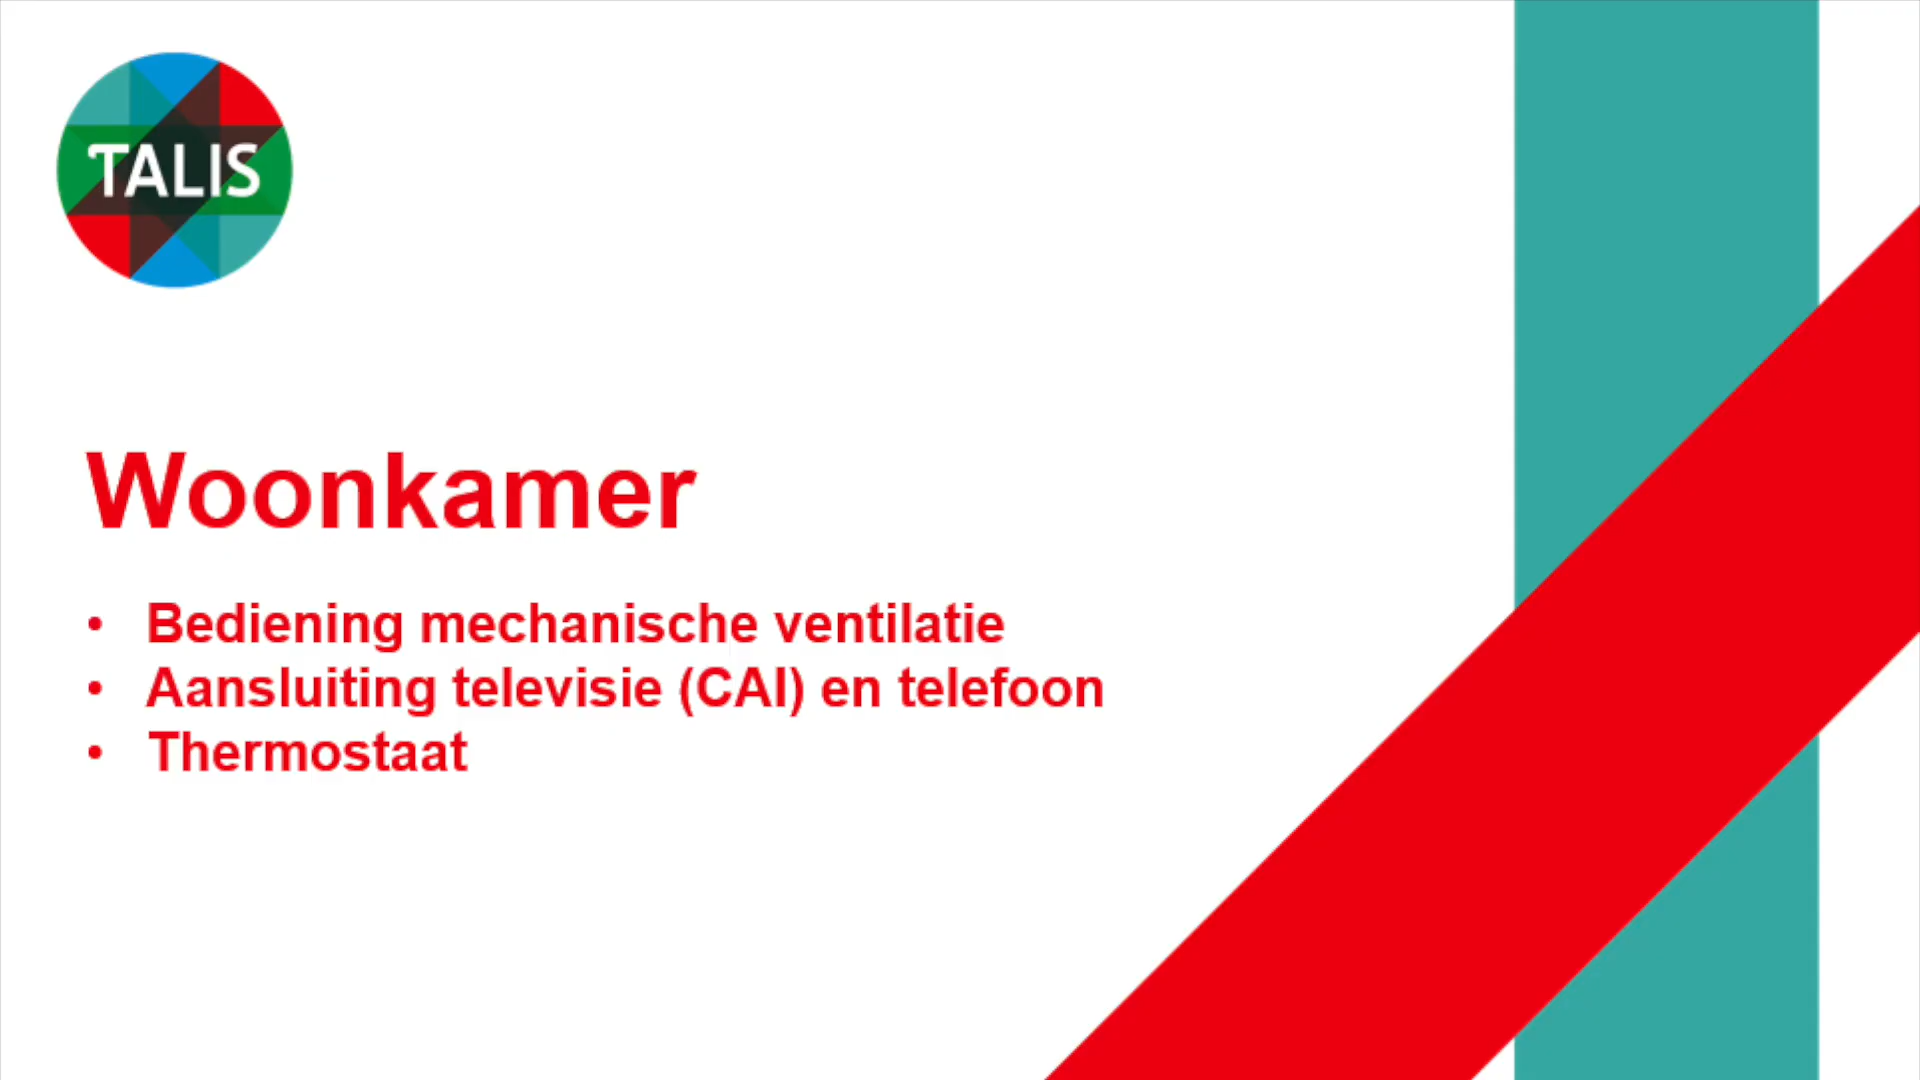 TALIS
Woonkamer
• Bediening mechanische ventilatie
• Aansluiting televisie (CAI) en telefoon
• Thermostaat